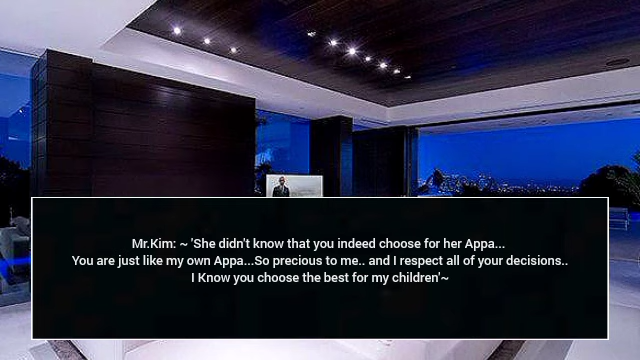 Mr.Kim: ~ 'She didn't know that you indeed choose for her Appa...
You are just like my own Appa...So precious to me.. and I respect all of your decisions..
I Know you choose the best for my children'~